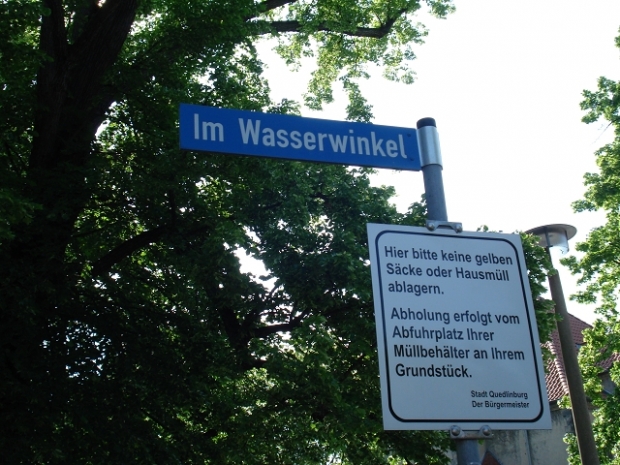 Im Wasserwinkel
Hier bitte keine gelben
Säcke oder Hausmüll
ablagern.
Abholung erfolgt vom
Abfuhrplatz Ihrer
Müllbehälter an Ihrem
Grundstück.
Stadt Quedlinburg
Der Bürgermeister